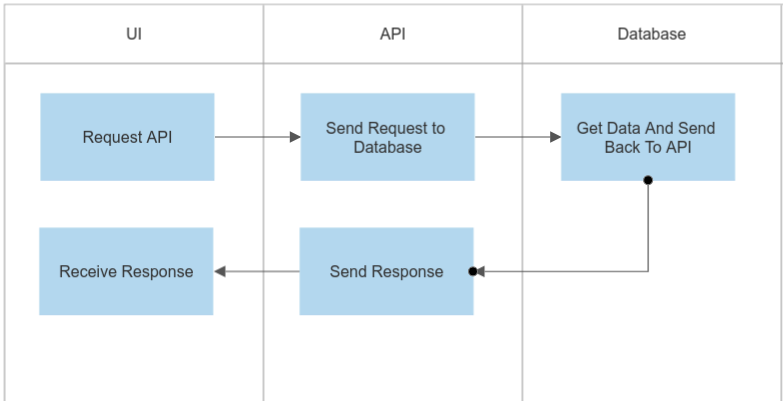 UI
API
Database
Request API
Send Request to
Database
Get Data And Send
Back To API
Receive Response
Send Response